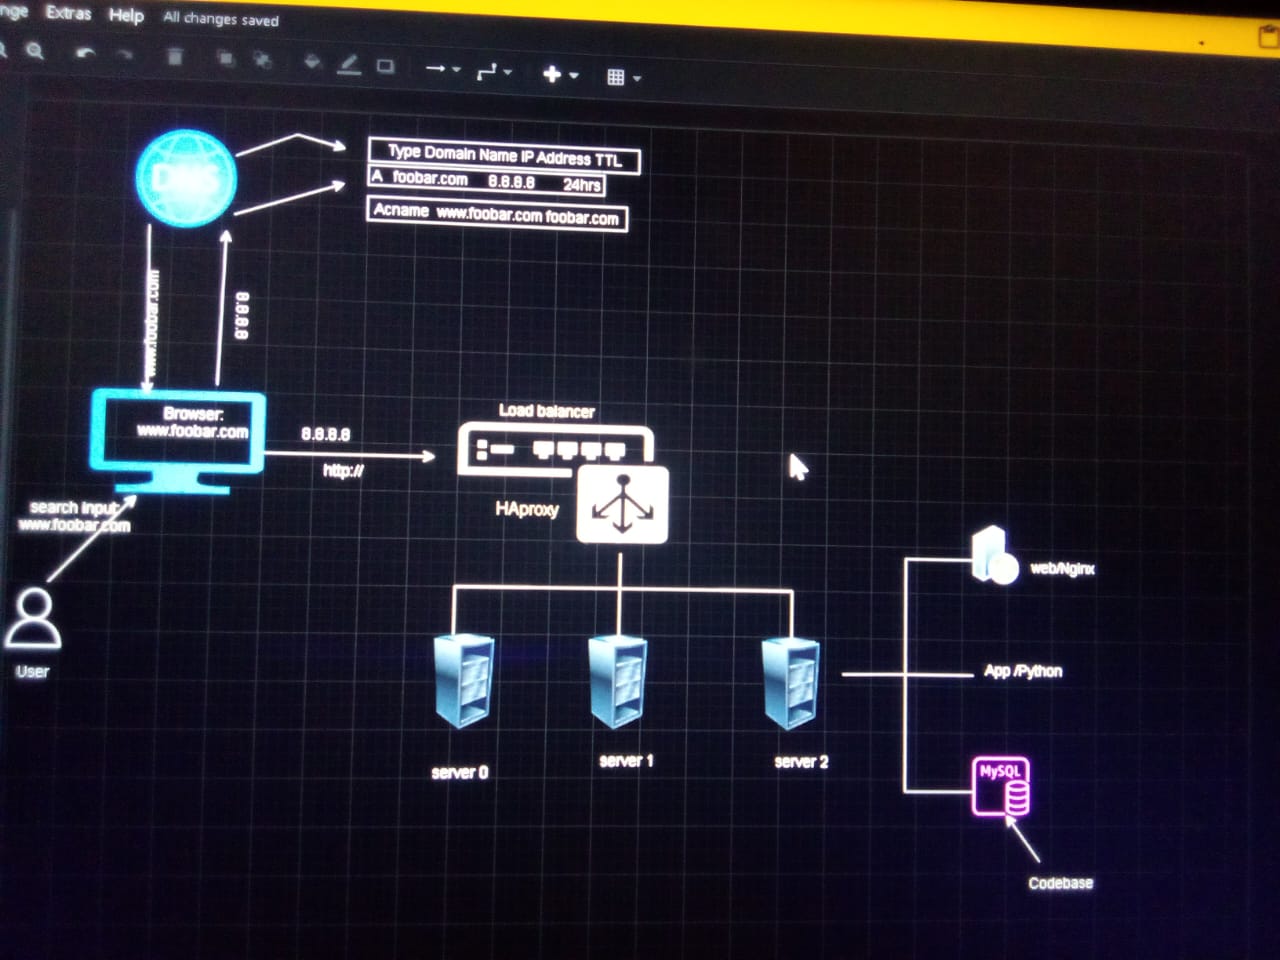 Extras Help All changes saved
DNS
Type Domain Name IP Address TTL
A foobar.com 8.8.8.8 24hrs
Acname www.foobar.com foobar.com
www.foobar.com
8.8.8.8
Browser:
www.foobar.com
8.8.8.8
http://
Load balancer
HAproxy
search input:
www.foobar.com
User
server 0
server 1
server 2
web/Nginx
App /Python
MySQL
Codebase